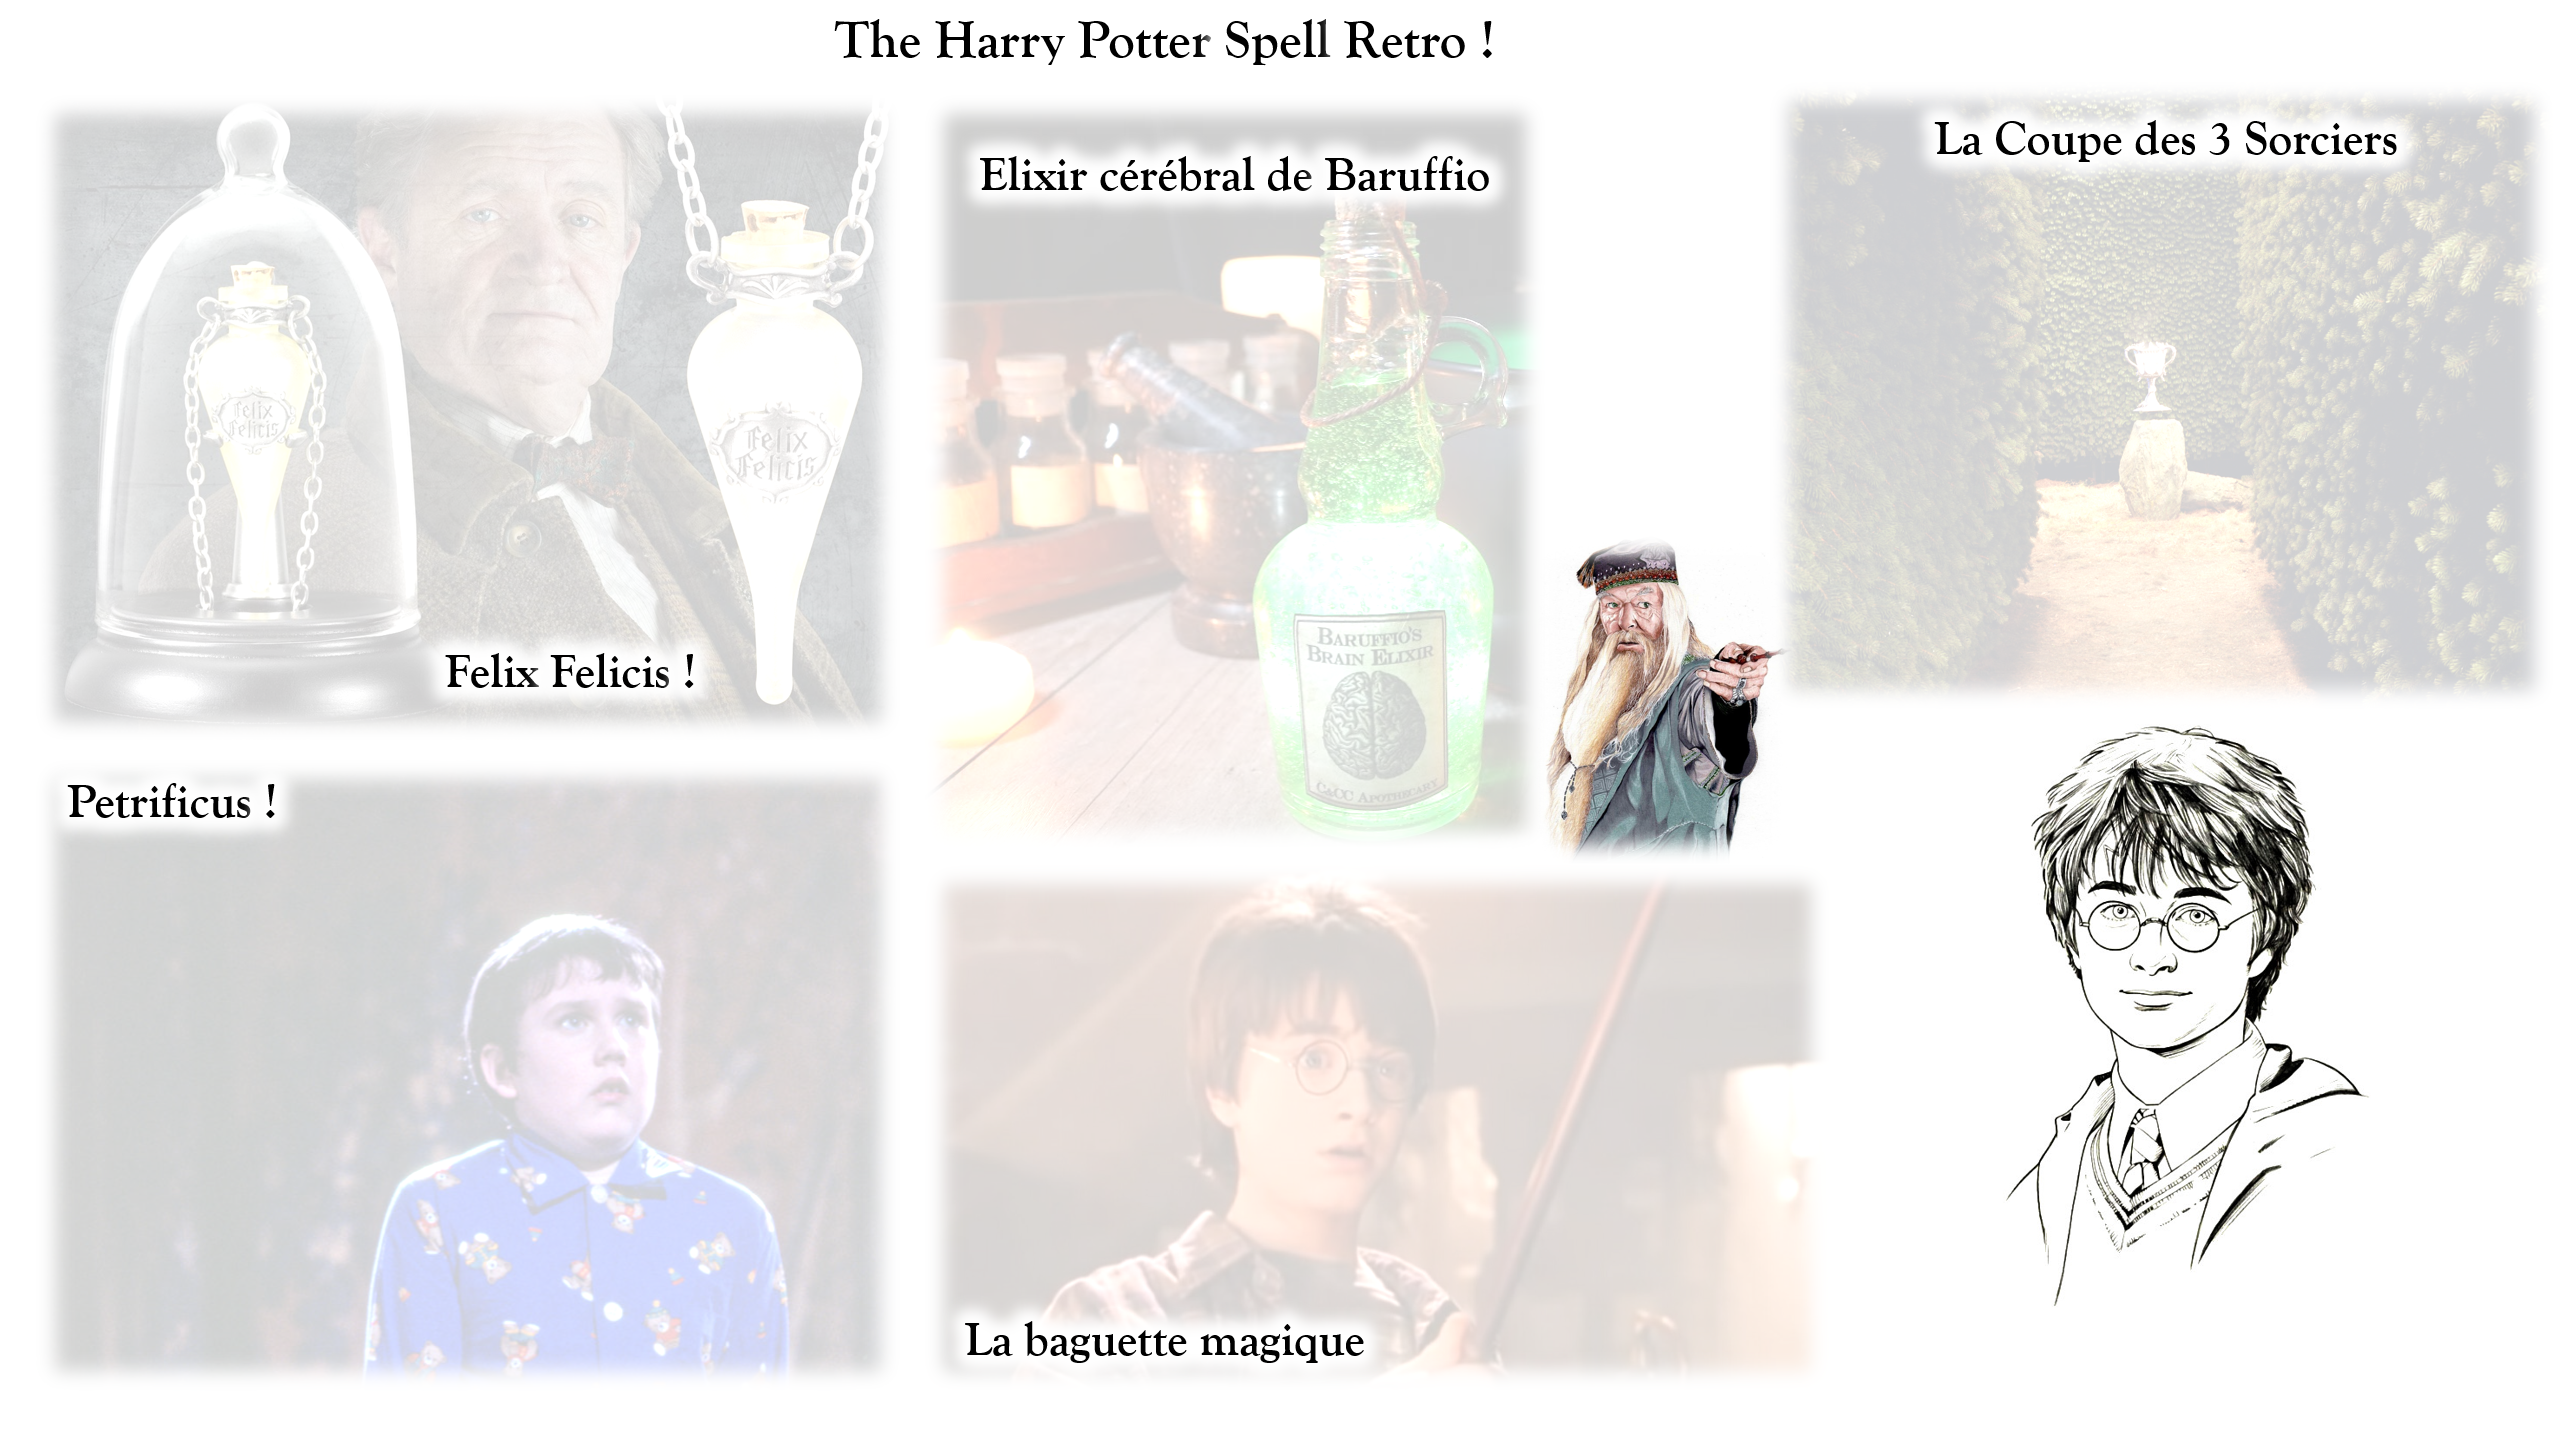 The Harry Potter Spell Retro !
Felix
Felicis
Felix
Felicis
Felix Felicis !
Elixir cérébral de Baruffio
BARUFFIO'S
BRAIN ELIXIR
C&CC APOTHECARY
La Coupe des 3 Sorciers
Petrificus !
La baguette magique